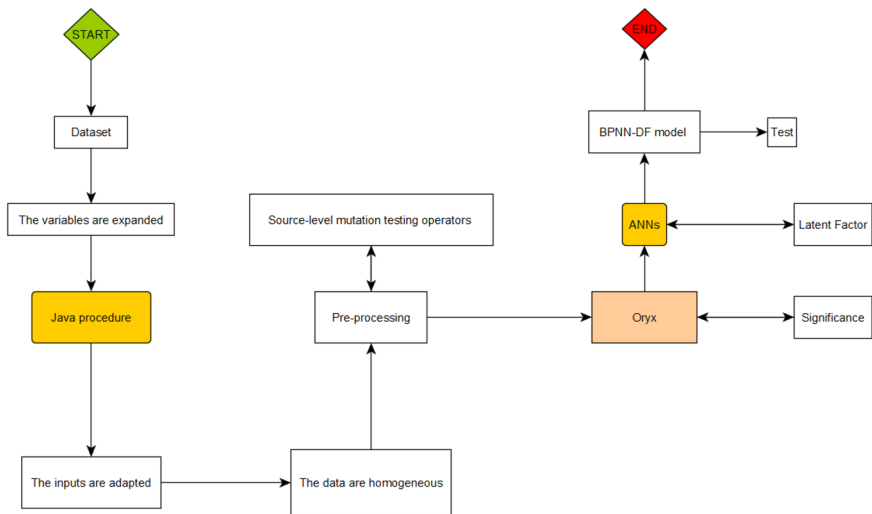 START
Dataset
The variables are expanded
Java procedure
The inputs are adapted
The data are homogeneous
Pre-processing
Source-level mutation testing operators
Oryx
Significance
ANNs
Latent Factor
BPNN-DF model
Test
END